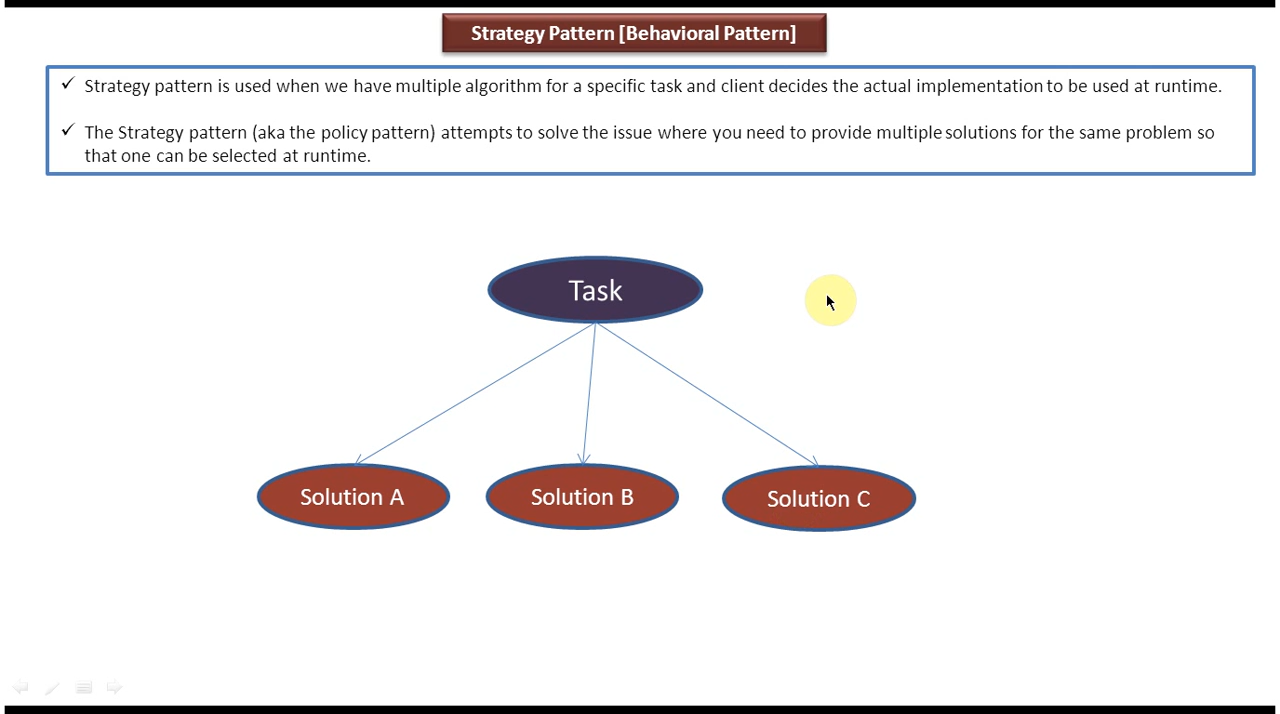 Strategy Pattern [Behavioral Pattern]
✓ Strategy pattern is used when we have multiple algorithm for a specific task and client decides the actual implementation to be used at runtime.
✓ The Strategy pattern (aka the policy pattern) attempts to solve the issue where you need to provide multiple solutions for the same problem so
that one can be selected at runtime.
Task
Solution A
Solution B
Solution C